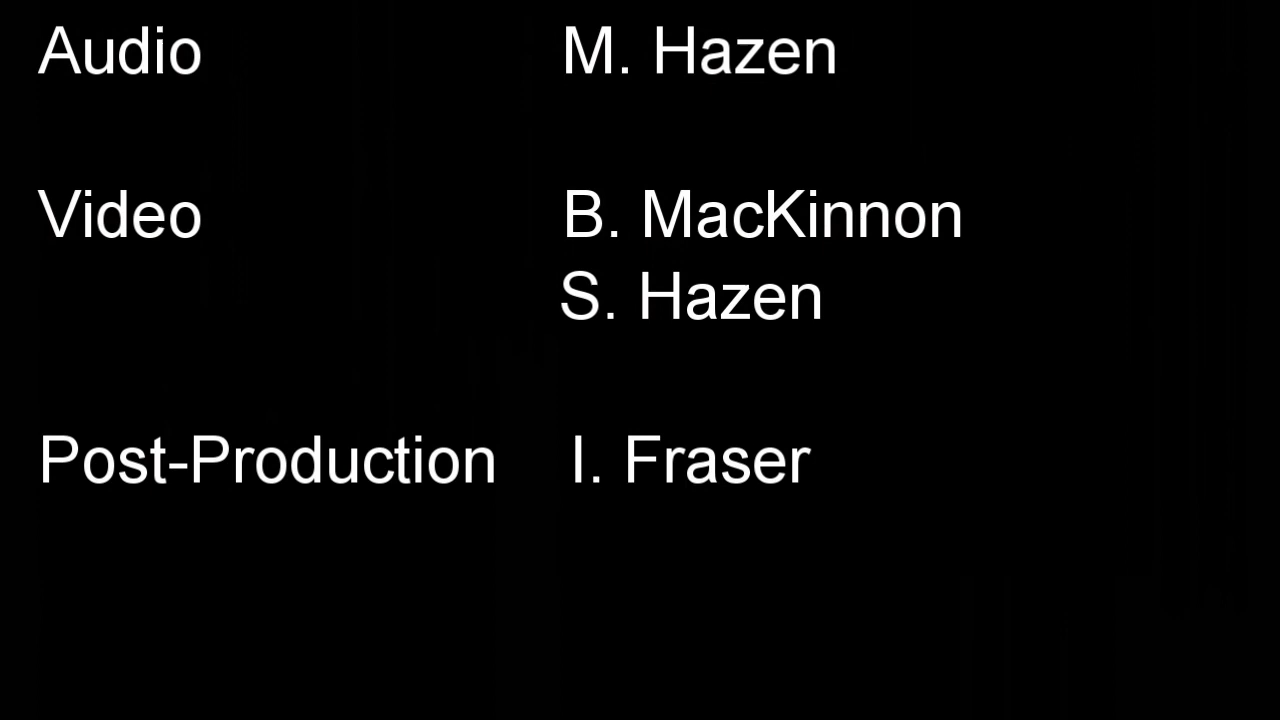 Audio M. Hazen
Video B. MacKinnon
S. Hazen
Post-Production I. Fraser